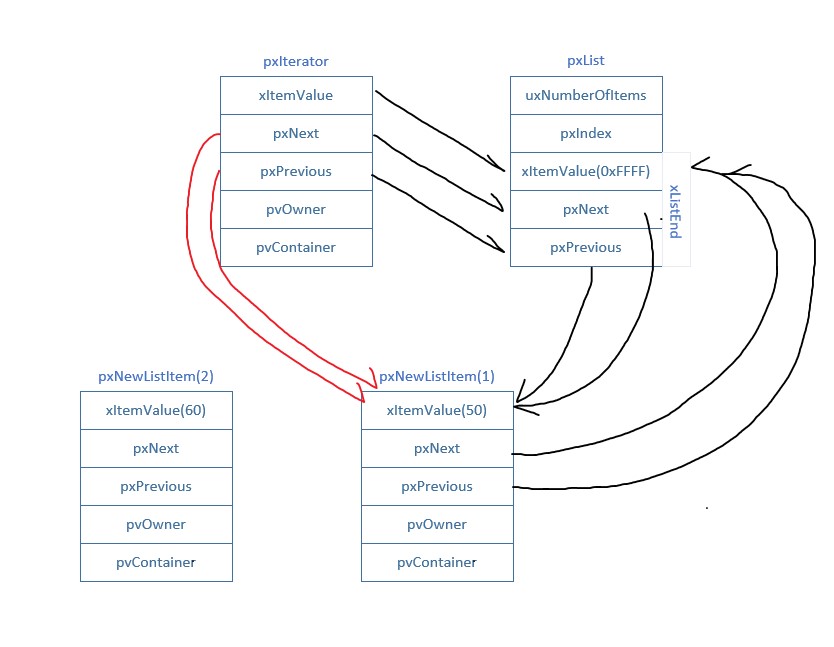 pxIterator
xItemValue
pxNext
pxPrevious
pvOwner
pvContainer
pxList
uxNumberOfItems
pxIndex
xItemValue(0xFFFF)
pxNext
pxPrevious
xListEnd
pxNewListItem(2)
xItemValue(60)
pxNext
pxPrevious
pvOwner
pvContainer
pxNewListItem(1)
xItemValue(50)
pxNext
pxPrevious
pvOwner
pvContainer